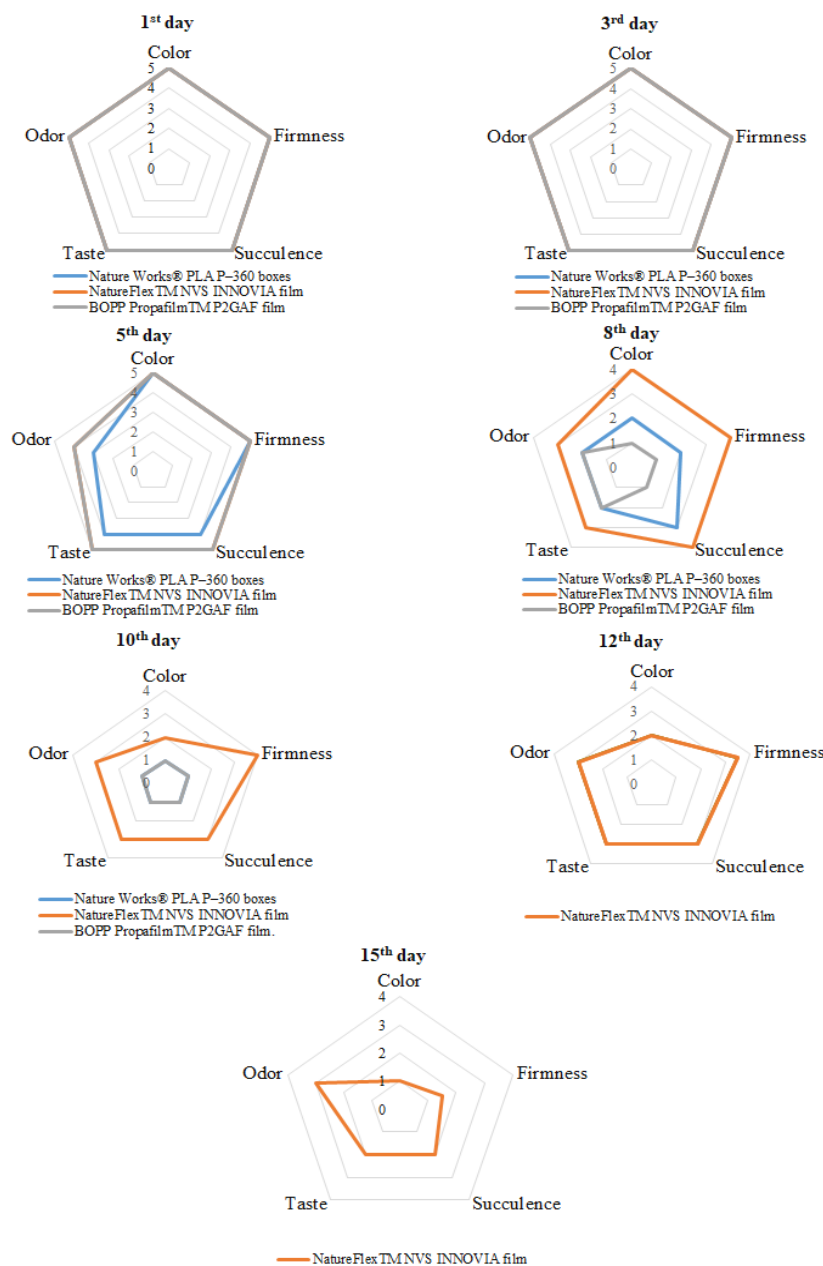 1st day
Color
5
4
3
2
1
0
Odor
Firmness
Taste
Succulence
Nature Works® PLA P–360 boxes
NatureFlexTM NVS INNOVIA film
BOPP PropafilmTM P2GAF film
3rd day
Color
5
4
3
2
1
0
Odor
Firmness
Taste
Succulence
Nature Works® PLA P–360 boxes
NatureFlexTM NVS INNOVIA film
BOPP PropafilmTM P2GAF film
5th day
Color
5
4
3
2
1
0
Odor
Firmness
Taste
Succulence
Nature Works® PLA P–360 boxes
NatureFlexTM NVS INNOVIA film
BOPP PropafilmTM P2GAF film
8th day
Color
4
3
2
1
0
Odor
Firmness
Taste
Succulence
Nature Works® PLA P–360 boxes
NatureFlexTM NVS INNOVIA film
BOPP PropafilmTM P2GAF film
10th day
Color
4
3
2
1
0
Odor
Firmness
Taste
Succulence
Nature Works® PLA P–360 boxes
NatureFlexTM NVS INNOVIA film
BOPP PropafilmTM P2GAF film.
12th day
Color
4
3
2
1
0
Odor
Firmness
Taste
Succulence
NatureFlexTM NVS INNOVIA film
15th day
Color
4
3
2
1
0
Odor
Firmness
Taste
Succulence
NatureFlexTM NVS INNOVIA film